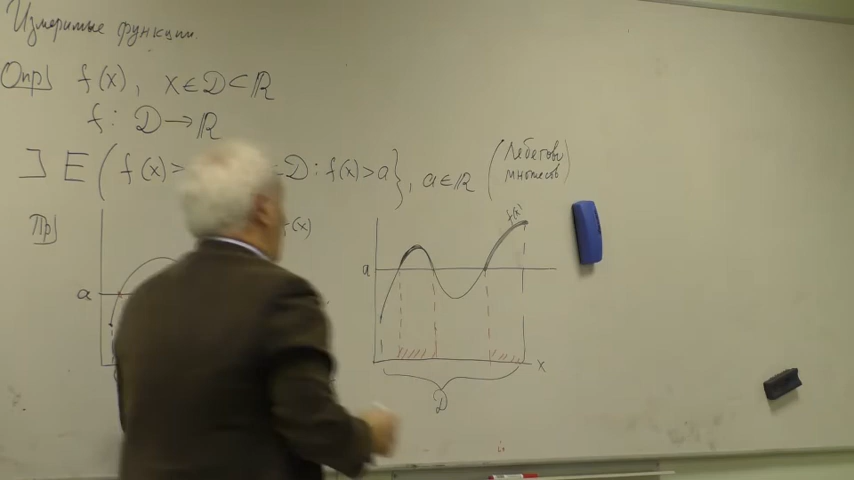 Измеримые функции.
Опр] f(x), x∈D⊂ℝ
f: D→ℝ
] E(f(x)> ∈D: f(x)>a}, a∈ℝ (Лебеговы
множества)
Пр] f(x) f(x)
a a
x
D